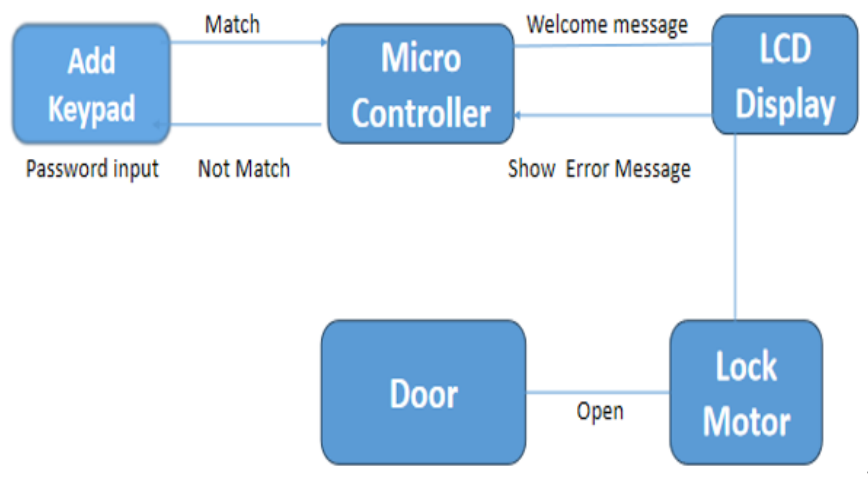 Match
Welcome message
Add
Keypad
Micro
Controller
LCD
Display
Password input
Not Match
Show Error Message
Door
Open
Lock
Motor